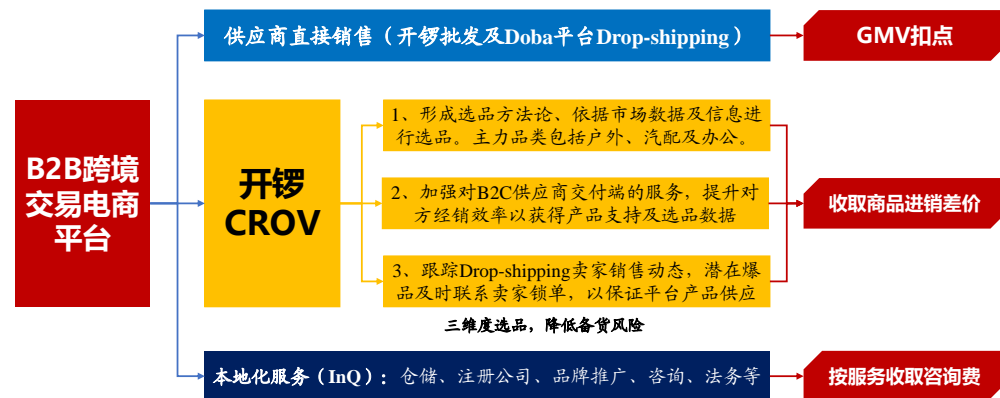 供应商直接销售（开锣批发及Doba平台Drop-shipping）
GMV扣点
B2B跨境
交易电商
平台
开锣
CROV
1、形成选品方法论、依据市场数据及信息进
行选品。主力品类包括户外、汽配及办公。
2、加强对B2C供应商交付端的服务，提升对
方经销效率以获得产品支持及选品数据
3、跟踪Drop-shipping卖家销售动态，潜在爆
品及时联系卖家锁单，以保证平台产品供应
三维度选品，降低备货风险
收取商品进销差价
本地化服务（InQ）：仓储、注册公司、品牌推广、咨询、法务等
按服务收取咨询费